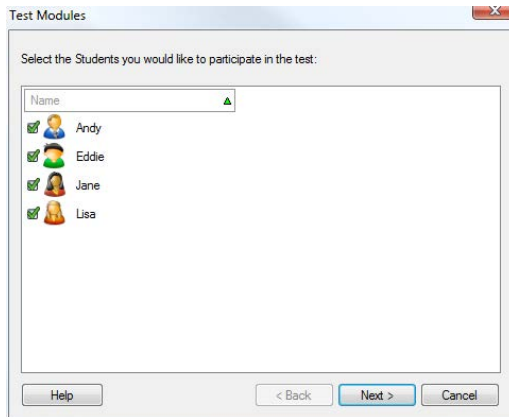 Test Modules
Select the Students you would like to participate in the test:
Name
Andy
Eddie
Jane
Lisa
Help
< Back
Next >
Cancel